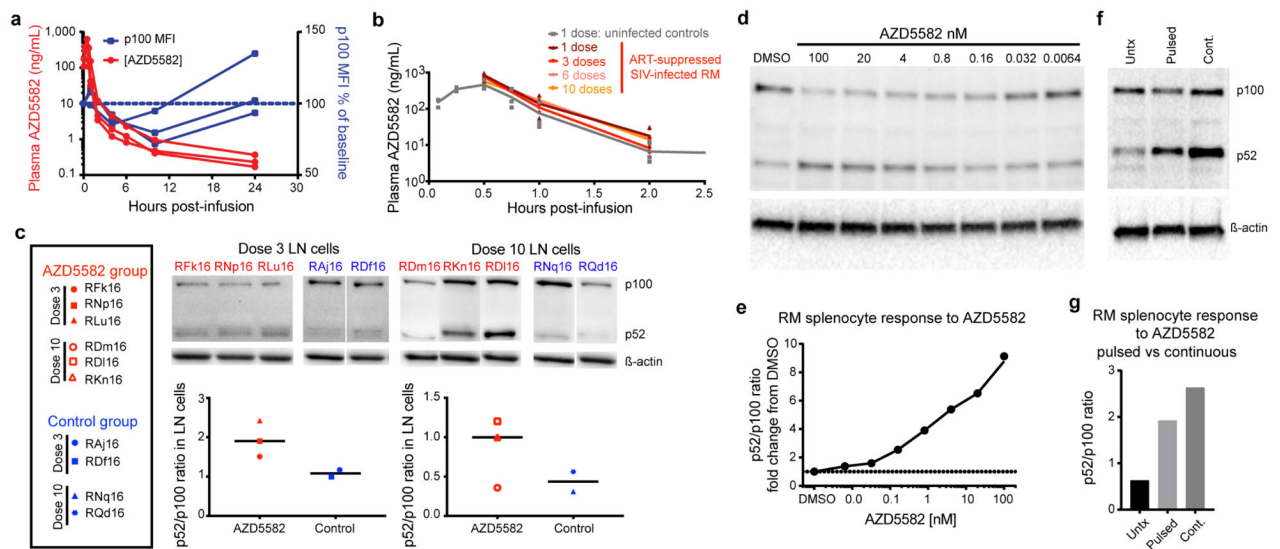 a
Plasma AZD5582 (ng/mL)
1,000
100
10
1
0.1
p100 MFI
[AZD5582]
150
100
50
p100 MFI % of baseline
0 6 12 18 24 30
Hours post-infusion
b
Plasma AZD5582 (ng/mL)
10⁴
10³
10²
10¹
10⁰
1 dose: uninfected controls
1 dose
3 doses
6 doses
10 doses
ART-suppressed
SIV-infected RM
0.0 0.5 1.0 1.5 2.0 2.5
Hours post-infusion
c
AZD5582 group
Dose 3
RFk16
RNp16
RLu16
Dose 10
RDm16
RDl16
RKn16
Control group
Dose 3
RAj16
RDf16
Dose 10
RNq16
RQd16
Dose 3 LN cells
RFk16 RNp16 RLu16 RAj16 RDf16
Dose 10 LN cells
RDm16 RKn16 RDl16 RNq16 RQd16
p100
p52
ß-actin
p52/p100 ratio in LN cells
3
2
1
0
AZD5582 Control
p52/p100 ratio in LN cells
1.5
1.0
0.5
0.0
AZD5582 Control
d
AZD5582 nM
DMSO 100 20 4 0.8 0.16 0.032 0.0064
e
RM splenocyte response to AZD5582
p52/p100 ratio
fold change from DMSO
10
8
6
4
2
0
DMSO 0.0 0.1 1 10 100
AZD5582 [nM]
f
Untx Pulsed Cont.
p100
p52
ß-actin
g
RM splenocyte response
to AZD5582
pulsed vs continuous
p52/p100 ratio
3
2
1
0
Untx Pulsed Cont.